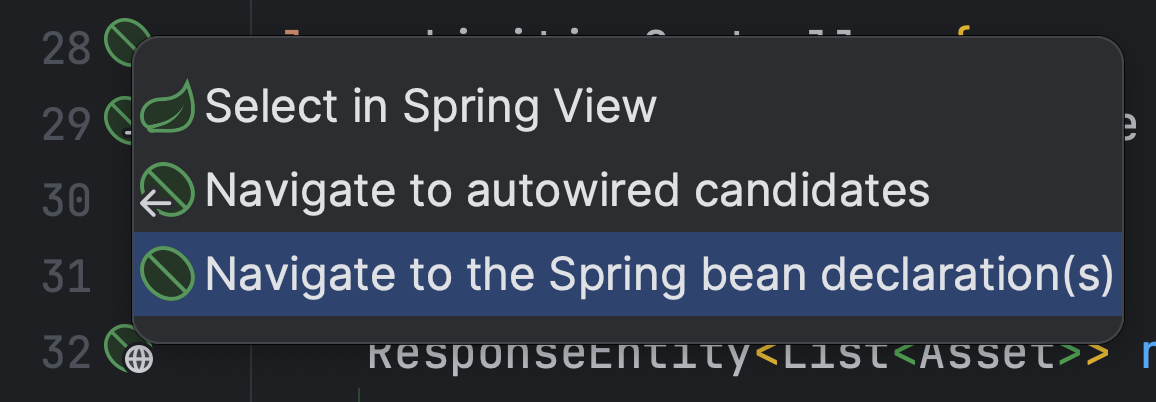 28
Select in Spring View
29
Navigate to autowired candidates
30
Navigate to the Spring bean declaration(s)
31
32 ResponseEntity<List<Asset>>